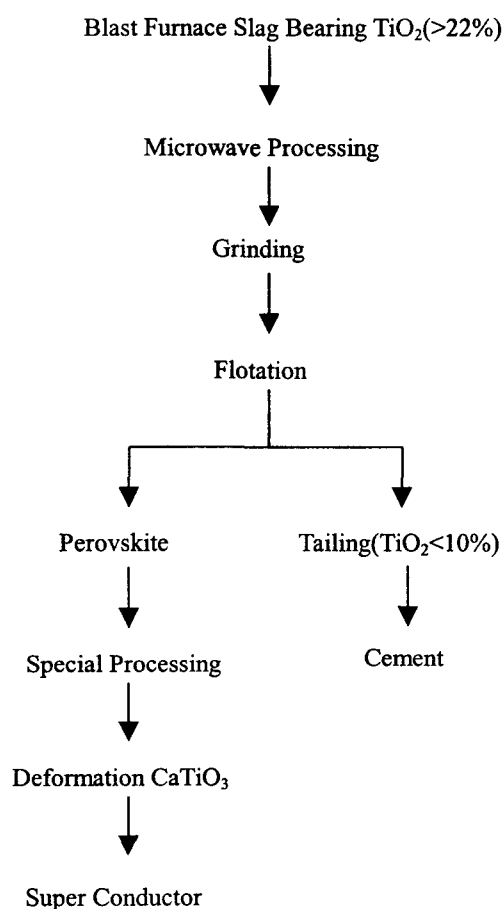 Blast Furnace Slag Bearing TiO₂(>22%)
Microwave Processing
Grinding
Flotation
Perovskite
Tailing(TiO₂<10%)
Special Processing
Cement
Deformation CaTiO₃
Super Conductor